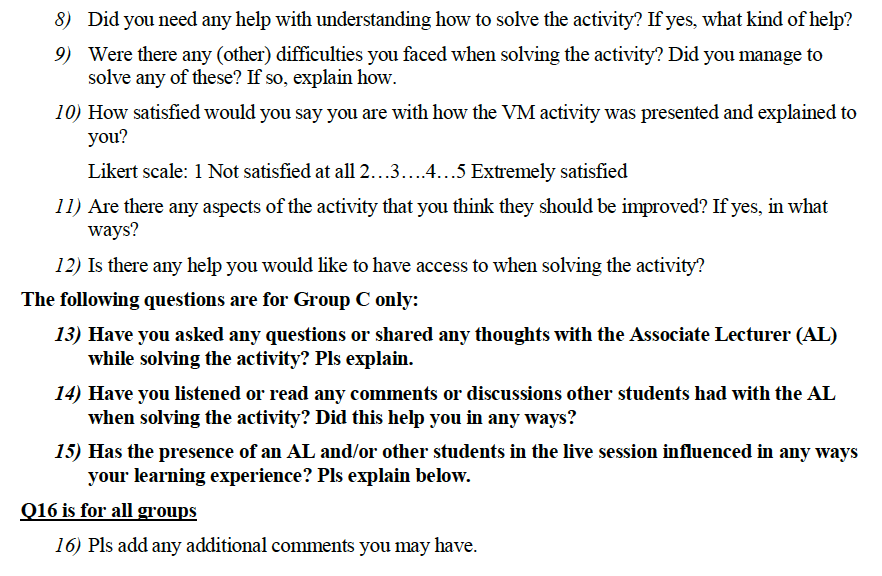 8) Did you need any help with understanding how to solve the activity? If yes, what kind of help?
9) Were there any (other) difficulties you faced when solving the activity? Did you manage to
solve any of these? If so, explain how.
10) How satisfied would you say you are with how the VM activity was presented and explained to
you?
Likert scale: 1 Not satisfied at all 2…3….4…5 Extremely satisfied
11) Are there any aspects of the activity that you think they should be improved? If yes, in what
ways?
12) Is there any help you would like to have access to when solving the activity?
The following questions are for Group C only:
13) Have you asked any questions or shared any thoughts with the Associate Lecturer (AL)
while solving the activity? Pls explain.
14) Have you listened or read any comments or discussions other students had with the AL
when solving the activity? Did this help you in any ways?
15) Has the presence of an AL and/or other students in the live session influenced in any ways
your learning experience? Pls explain below.
Q16 is for all groups
16) Pls add any additional comments you may have.